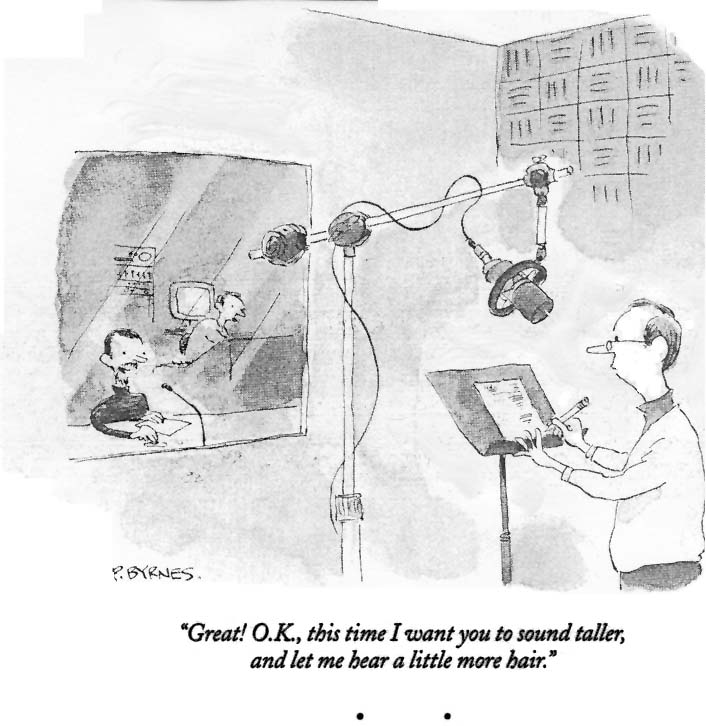 P. BYRNES.
“Great! O.K., this time I want you to sound taller,
and let me hear a little more hair.”